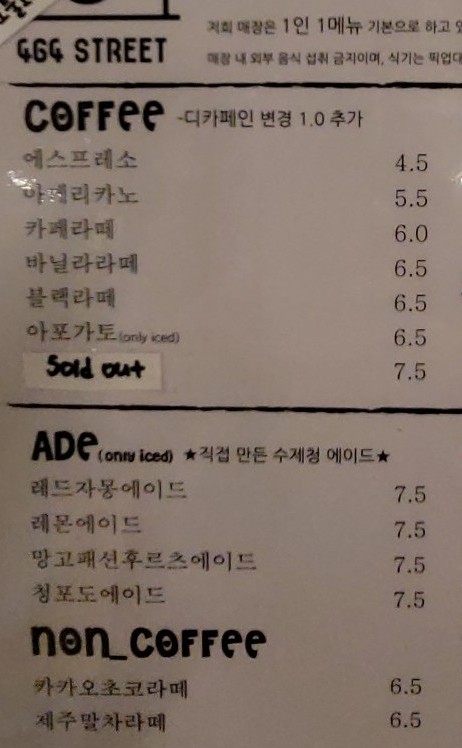 저희 매장은 1인 1메뉴 기본으로 하고
464 STREET
매장 내 외부 음식 섭취 금지이며, 식기는 픽업대
COFFEE -디카페인 변경 1.0 추가
에스프레소 4.5
아메리카노 5.5
카페라떼 6.0
바닐라라떼 6.5
블랙라떼 6.5
아포가토(only iced) 6.5
Sold out 7.5
ADE (only iced) ★직접 만든 수제청 에이드★
레드자몽에이드 7.5
레몬에이드 7.5
망고패션후르츠에이드 7.5
청포도에이드 7.5
non_COFFEE
카카오초코라떼 6.5
제주말차라떼 6.5